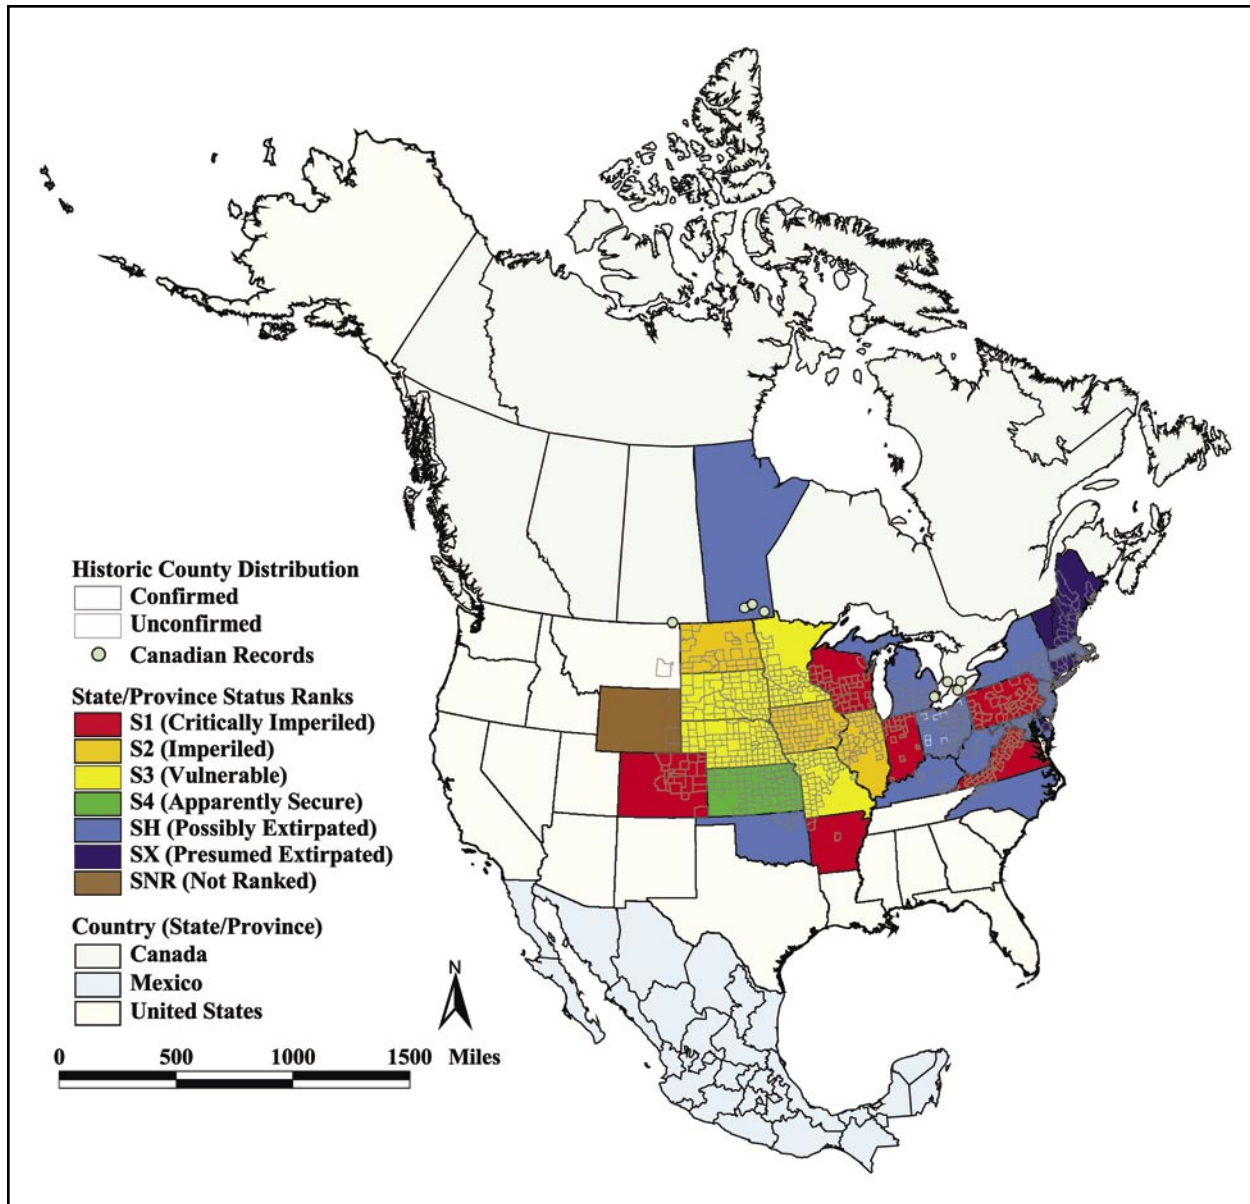 Historic County Distribution
Confirmed
Unconfirmed
Canadian Records
State/Province Status Ranks
S1 (Critically Imperiled)
S2 (Imperiled)
S3 (Vulnerable)
S4 (Apparently Secure)
SH (Possibly Extirpated)
SX (Presumed Extirpated)
SNR (Not Ranked)
Country (State/Province)
Canada
Mexico
United States
N
0 500 1000 1500 Miles